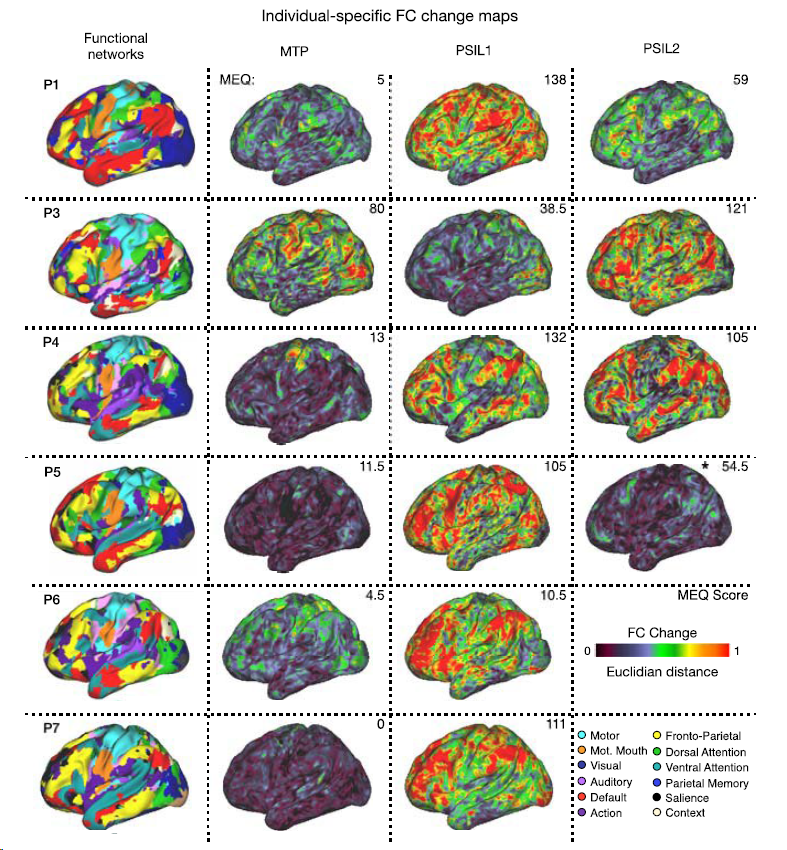 Individual-specific FC change maps
Functional
networks
MTP
PSIL1
PSIL2
P1
MEQ:
5
138
59
P3
80
38.5
121
P4
13
132
105
P5
11.5
105
* 54.5
P6
4.5
10.5
MEQ Score
FC Change
0
1
Euclidian distance
P7
0
111
Motor
Fronto-Parietal
Mot. Mouth
Dorsal Attention
Visual
Ventral Attention
Auditory
Parietal Memory
Default
Salience
Action
Context